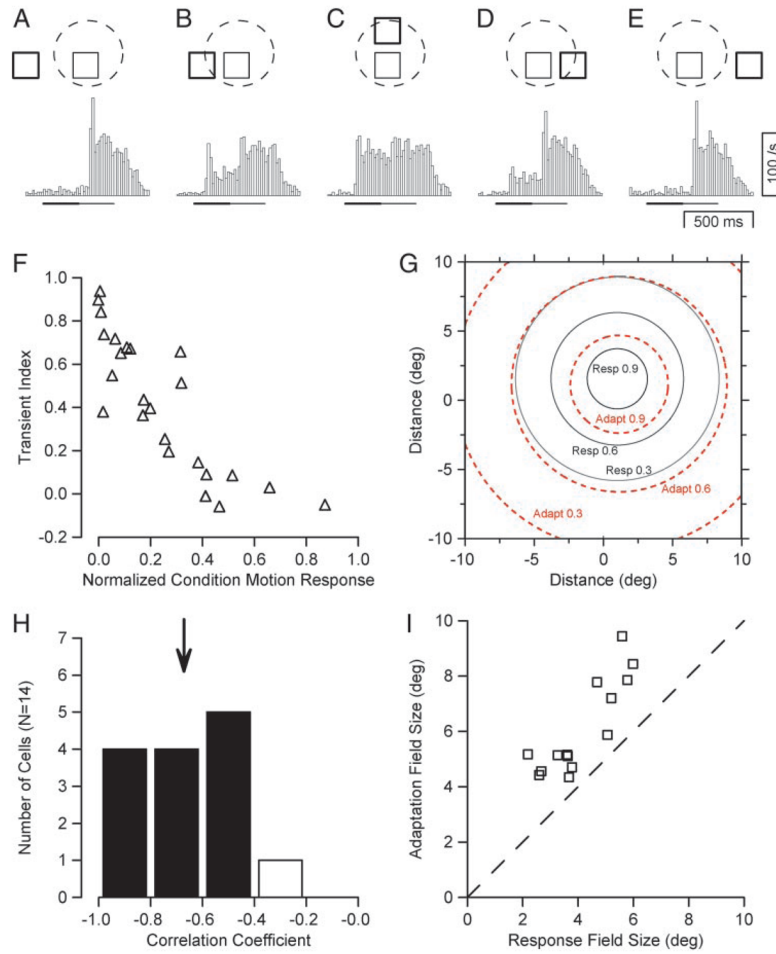 A B C D E
100 /s
500 ms
F
1.0
0.8
0.6
0.4
0.2
0.0
-0.2
Transient Index
0.0 0.2 0.4 0.6 0.8 1.0
Normalized Condition Motion Response
G
10
5
0
-5
-10
Distance (deg)
Resp 0.9
Adapt 0.9
Resp 0.6
Resp 0.3
Adapt 0.6
Adapt 0.3
-10 -5 0 5 10
Distance (deg)
H
7
6
5
4
3
2
1
0
Number of Cells (N=14)
-1.0 -0.8 -0.6 -0.4 -0.2 -0.0
Correlation Coefficient
I
10
8
6
4
2
0
Adaptation Field Size (deg)
0 2 4 6 8 10
Response Field Size (deg)